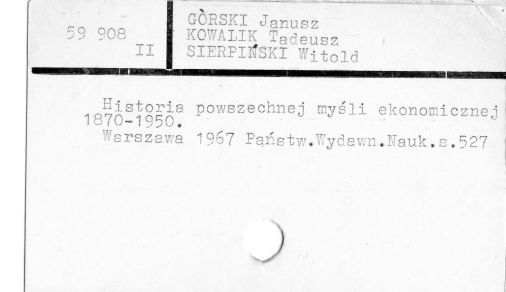 59 908
II
GÒRSKI Janusz
KOWALIK Tadeusz
SIERPIŃSKI Witold
Historia powszechnej myśli ekonomicznej
1870-1950.
Warszawa 1967 Państw.Wydawn.Nauk.s.527